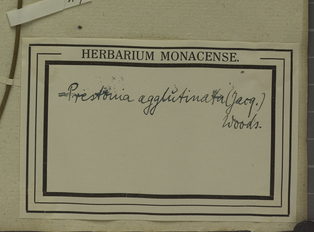 HERBARIUM MONACENSE.
=Prestonia agglutinata (Jacq.)
Woods.